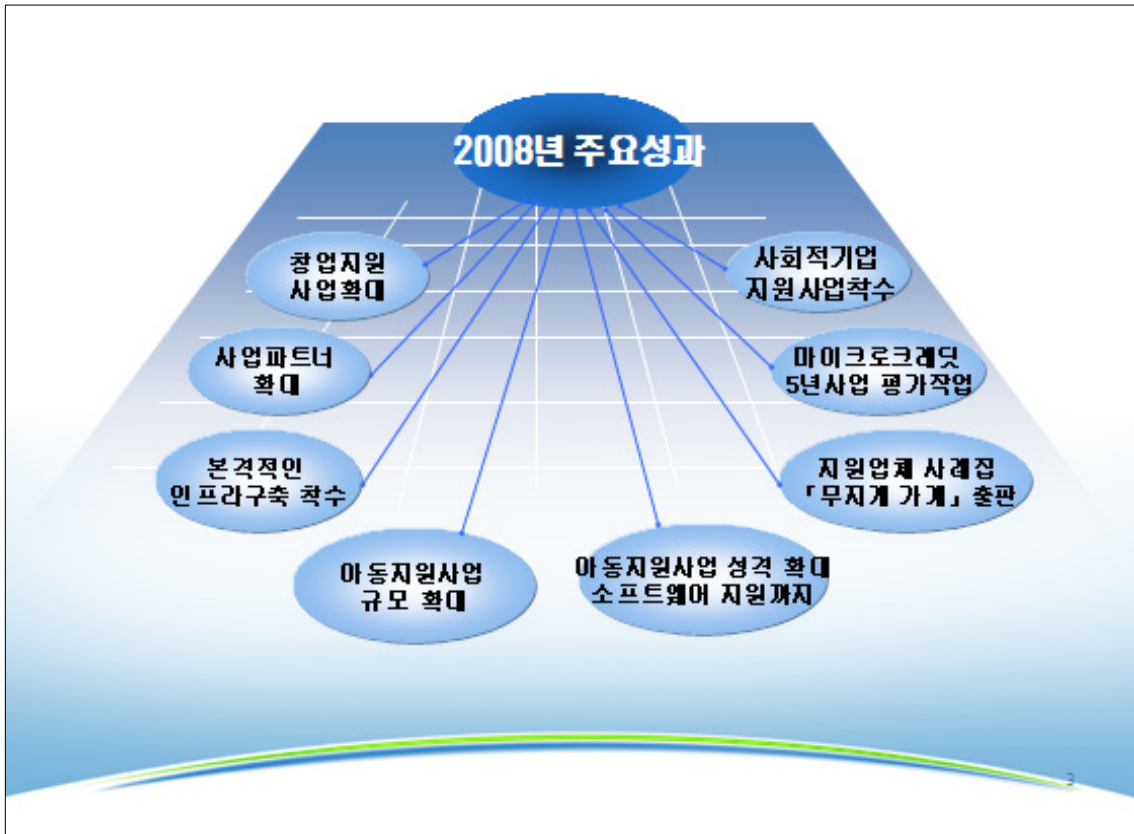 2008년 주요성과
창업지원
사업확대
사업파트너
확대
본격적인
인프라구축 착수
아동지원사업
규모 확대
아동지원사업 성격 확대
소프트웨어 지원까지
지원업체 사례집
「무지개 가게」 출판
마이크로크레딧
5년사업 평가작업
사회적기업
지원사업착수
3